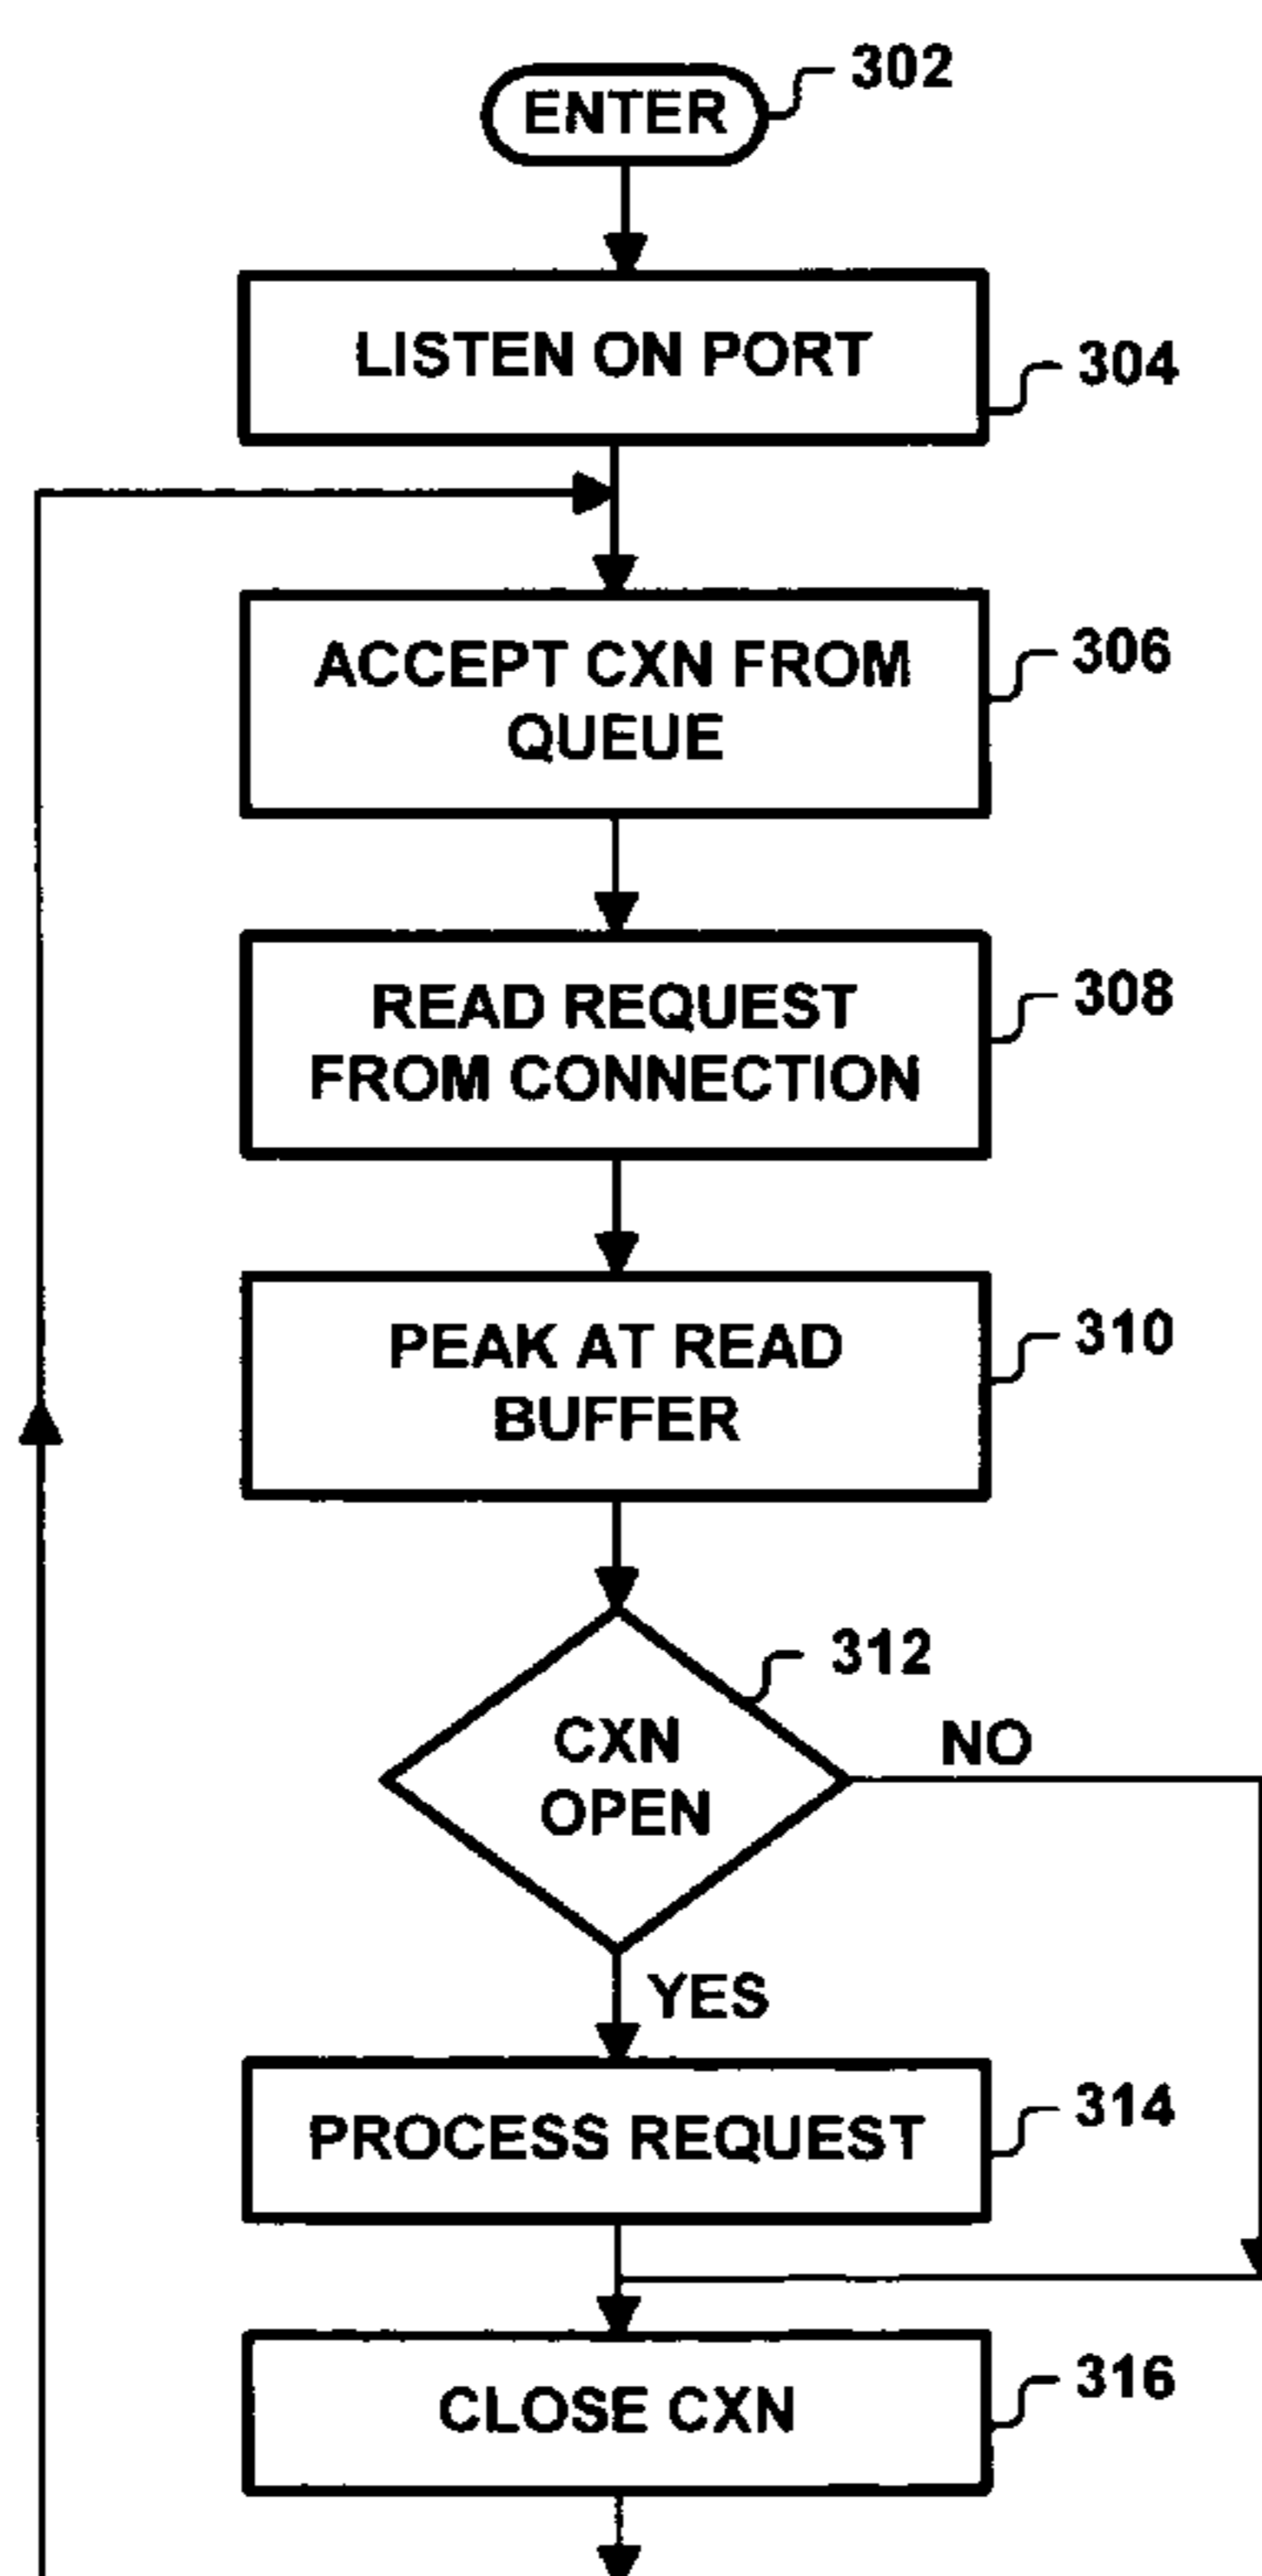 302
ENTER
LISTEN ON PORT
304
ACCEPT CXN FROM
QUEUE
306
READ REQUEST
FROM CONNECTION
308
PEAK AT READ
BUFFER
310
312
CXN
OPEN
NO
YES
PROCESS REQUEST
314
CLOSE CXN
316